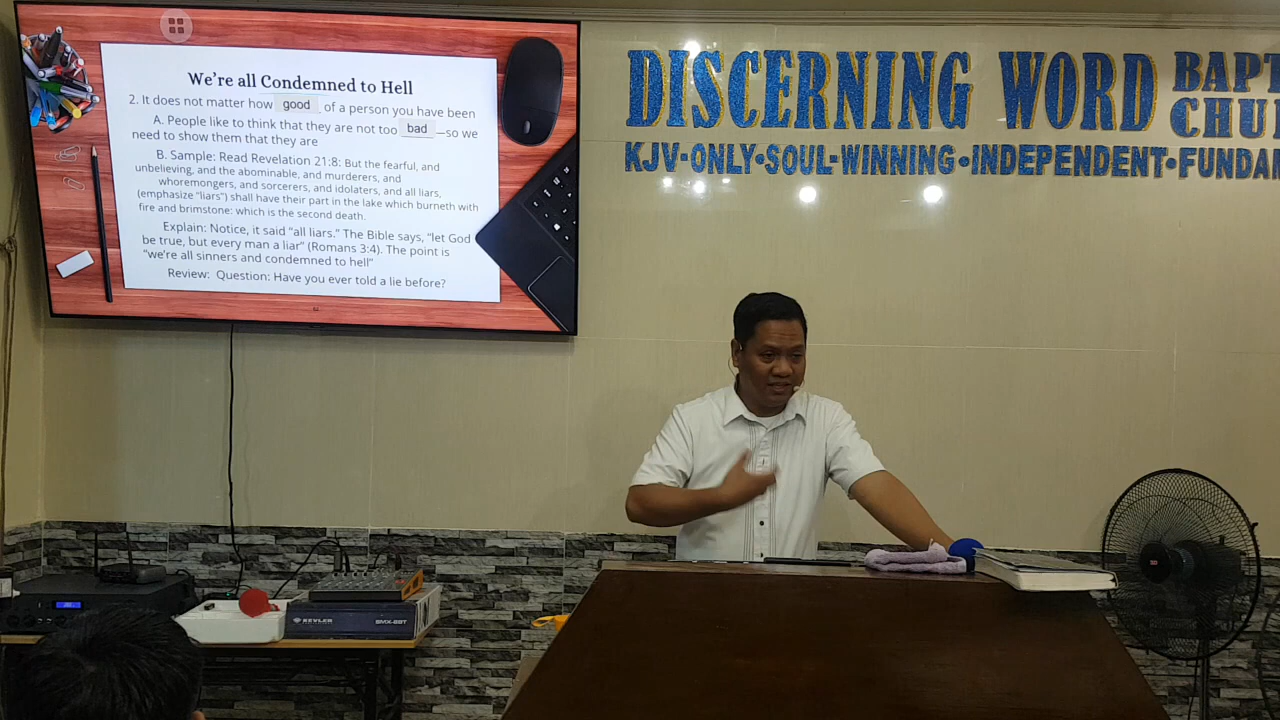 We're all Condemned to Hell
2. It does not matter how good of a person you have been
A. People like to think that they are not too bad—so we
need to show them that they are
B. Sample: Read Revelation 21:8: But the fearful, and
unbelieving, and the abominable, and murderers, and
whoremongers, and sorcerers, and idolaters, and all liars,
(emphasize "liars") shall have their part in the lake which burneth with
fire and brimstone: which is the second death.
Explain: Notice, it said "all liars." The Bible says, "let God
be true, but every man a liar" (Romans 3:4). The point is
"we're all sinners and condemned to hell"
Review: Question: Have you ever told a lie before?
DISCERNING WORD BAPT
CHU
KJV-ONLY•SOUL-WINNING•INDEPENDENT•FUNDAM
KEVLER
GMX-8BT